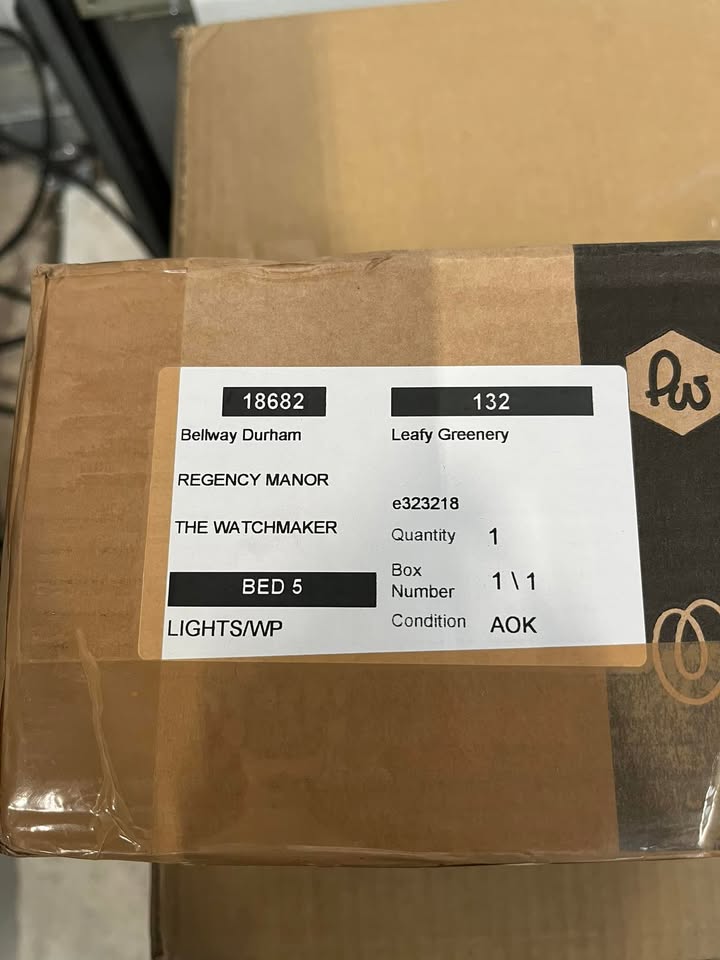 18682
Bellway Durham
REGENCY MANOR
THE WATCHMAKER
BED 5
LIGHTS/WP
132
Leafy Greenery
e323218
Quantity 1
Box Number 1 \ 1
Condition AOK
PW